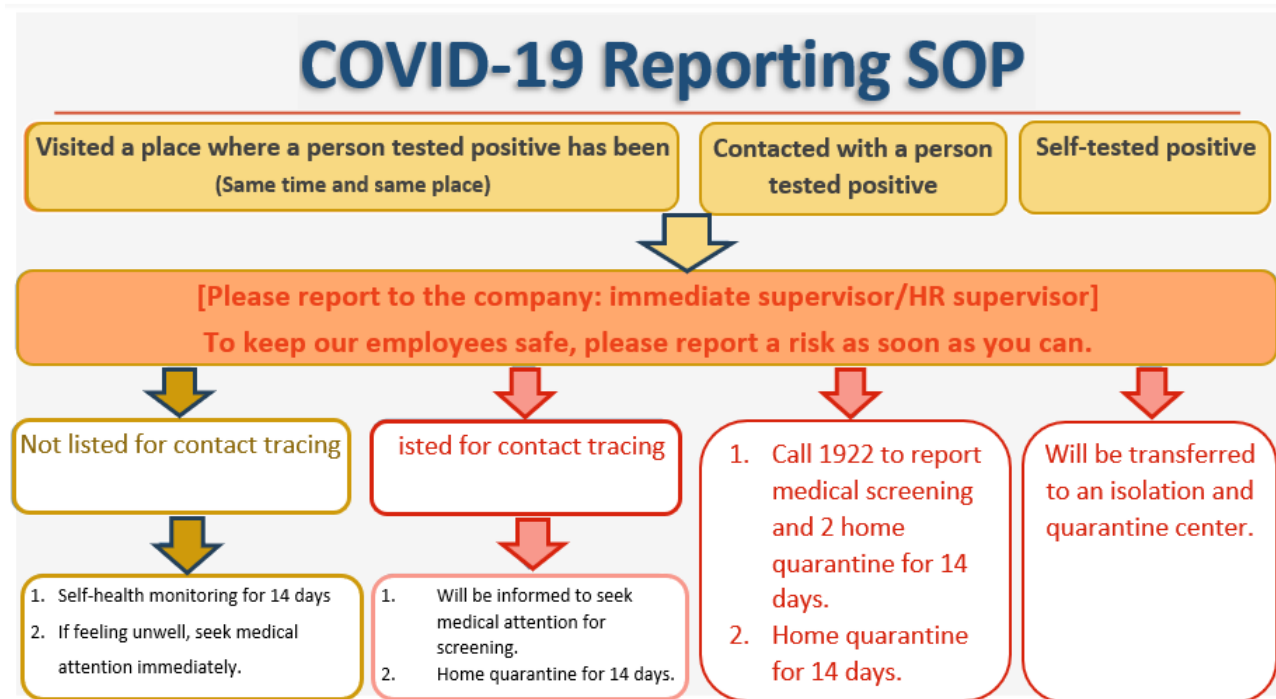 COVID-19 Reporting SOP
Visited a place where a person tested positive has been
(Same time and same place)
Contacted with a person
tested positive
Self-tested positive
[Please report to the company: immediate supervisor/HR supervisor]
To keep our employees safe, please report a risk as soon as you can.
Not listed for contact tracing
isted for contact tracing
1. Call 1922 to report
medical screening
and 2 home
quarantine for 14
days.
2. Home quarantine
for 14 days.
Will be transferred
to an isolation and
quarantine center.
1. Self-health monitoring for 14 days
2. If feeling unwell, seek medical
attention immediately.
1. Will be informed to seek
medical attention for
screening.
2. Home quarantine for 14 days.